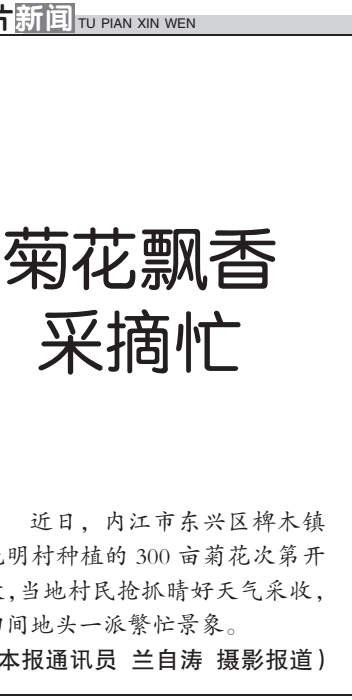 新闻 TU PIAN XIN WEN
菊花飘香
采摘忙
近日，内江市东兴区椑木镇
明村种植的 300 亩菊花次第开
，当地村民抢抓晴好天气采收，
间地头一派繁忙景象。
本报通讯员 兰自涛 摄影报道）